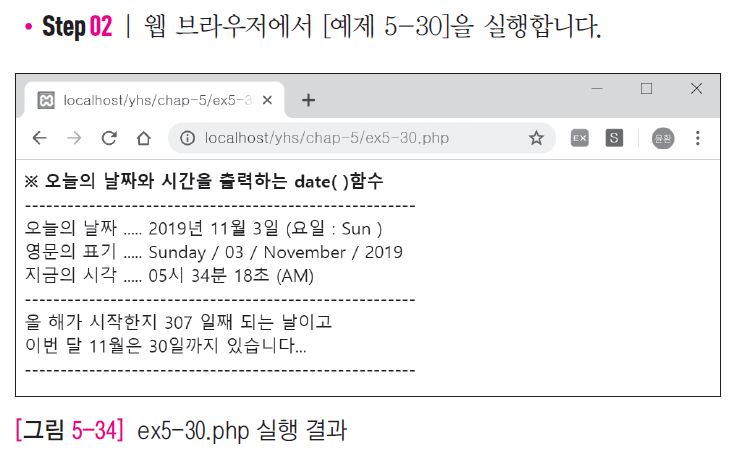 • Step 02 | 웹 브라우저에서 [예제 5-30]을 실행합니다.
localhost/yhs/chap-5/ex5-3
localhost/yhs/chap-5/ex5-30.php
EX
S
윤환
※ 오늘의 날짜와 시간을 출력하는 date( )함수
----------------------------------------------------
오늘의 날짜 ..... 2019년 11월 3일 (요일 : Sun )
영문의 표기 ..... Sunday / 03 / November / 2019
지금의 시각 ..... 05시 34분 18초 (AM)
----------------------------------------------------
올 해가 시작한지 307 일째 되는 날이고
이번 달 11월은 30일까지 있습니다...
----------------------------------------------------
[그림 5-34] ex5-30.php 실행 결과